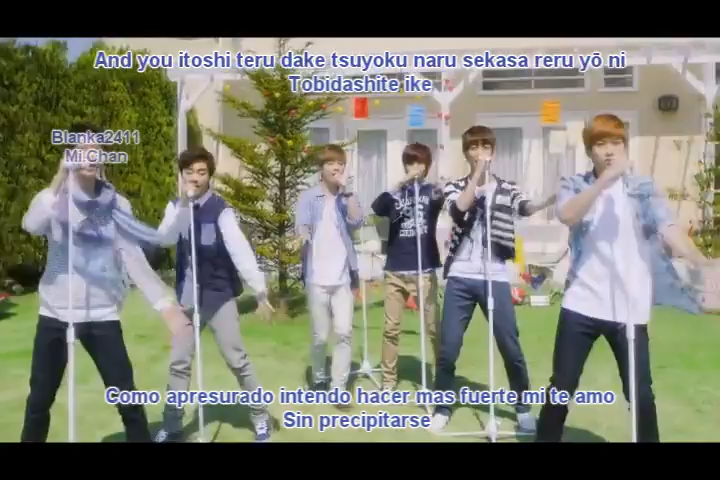 And you itoshi teru dake tsuyoku naru sekasa reru yō ni
Tobidashite ike
Blanka2411
Mi.Chan
Como apresurado intendo hacer mas fuerte mi te amo
Sin precipitarse